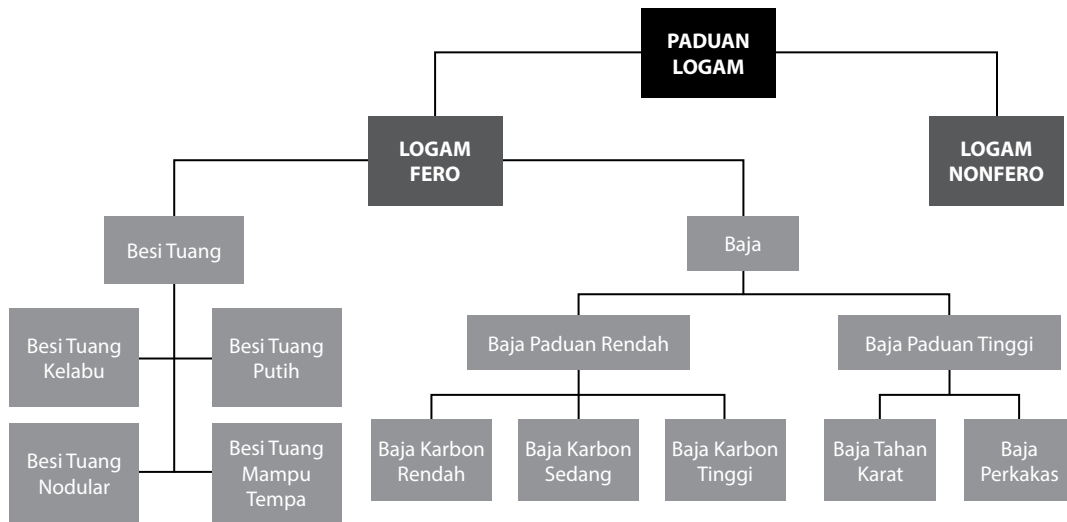 PADUAN
LOGAM
LOGAM
FERO
LOGAM
NONFERO
Besi Tuang
Baja
Besi Tuang
Kelabu
Besi Tuang
Putih
Besi Tuang
Nodular
Besi Tuang
Mampu
Tempa
Baja Paduan Rendah
Baja Paduan Tinggi
Baja Karbon
Rendah
Baja Karbon
Sedang
Baja Karbon
Tinggi
Baja Tahan
Karat
Baja
Perkakas